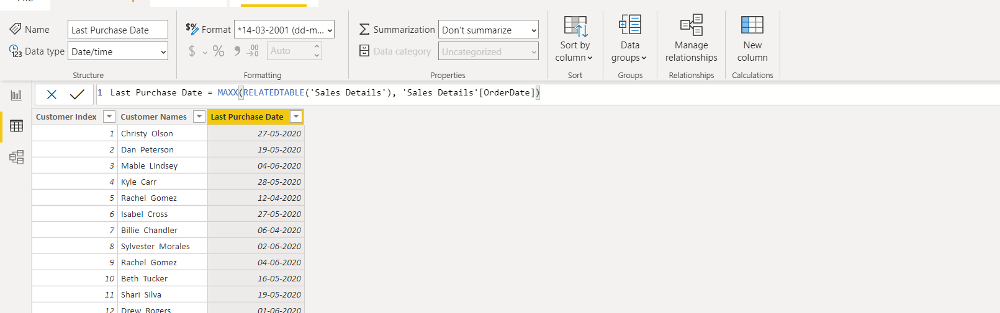 Name Last Purchase Date
Data type Date/time
Structure
$% Format *14-03-2001 (dd-m...
$ % 9 .00 Auto
Formatting
Summarization Don't summarize
Data category Uncategorized
Properties
Sort by
column
Sort
Data
groups
Groups
Manage
relationships
Relationships
New
column
Calculations
1 Last Purchase Date = MAXX(RELATEDTABLE('Sales Details'), 'Sales Details'[OrderDate])
Customer Index Customer Names Last Purchase Date
1 Christy Olson 27-05-2020
2 Dan Peterson 19-05-2020
3 Mable Lindsey 04-06-2020
4 Kyle Carr 28-05-2020
5 Rachel Gomez 12-04-2020
6 Isabel Cross 27-05-2020
7 Billie Chandler 06-04-2020
8 Sylvester Morales 02-06-2020
9 Rachel Gomez 04-06-2020
10 Beth Tucker 16-05-2020
11 Shari Silva 19-05-2020
12 Drew Rogers 01-06-2020